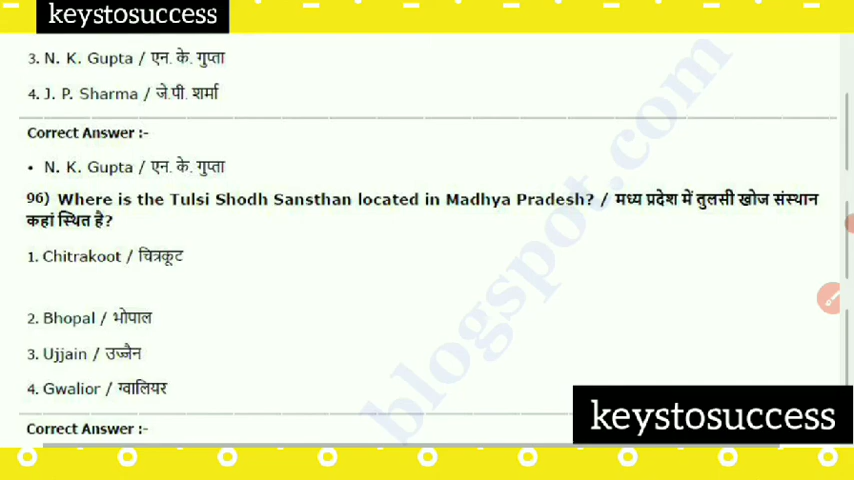 keystosuccess
3. N. K. Gupta / एन. के. गुप्ता
4. J. P. Sharma / जे.पी. शर्मा
Correct Answer :-
• N. K. Gupta / एन. के. गुप्ता
96) Where is the Tulsi Shodh Sansthan located in Madhya Pradesh? / मध्य प्रदेश में तुलसी खोज संस्थान
कहां स्थित है?
1. Chitrakoot / चित्रकूट
2. Bhopal / भोपाल
3. Ujjain / उज्जैन
4. Gwalior / ग्वालियर
Correct Answer :-
keystosuccess
blogspot.com